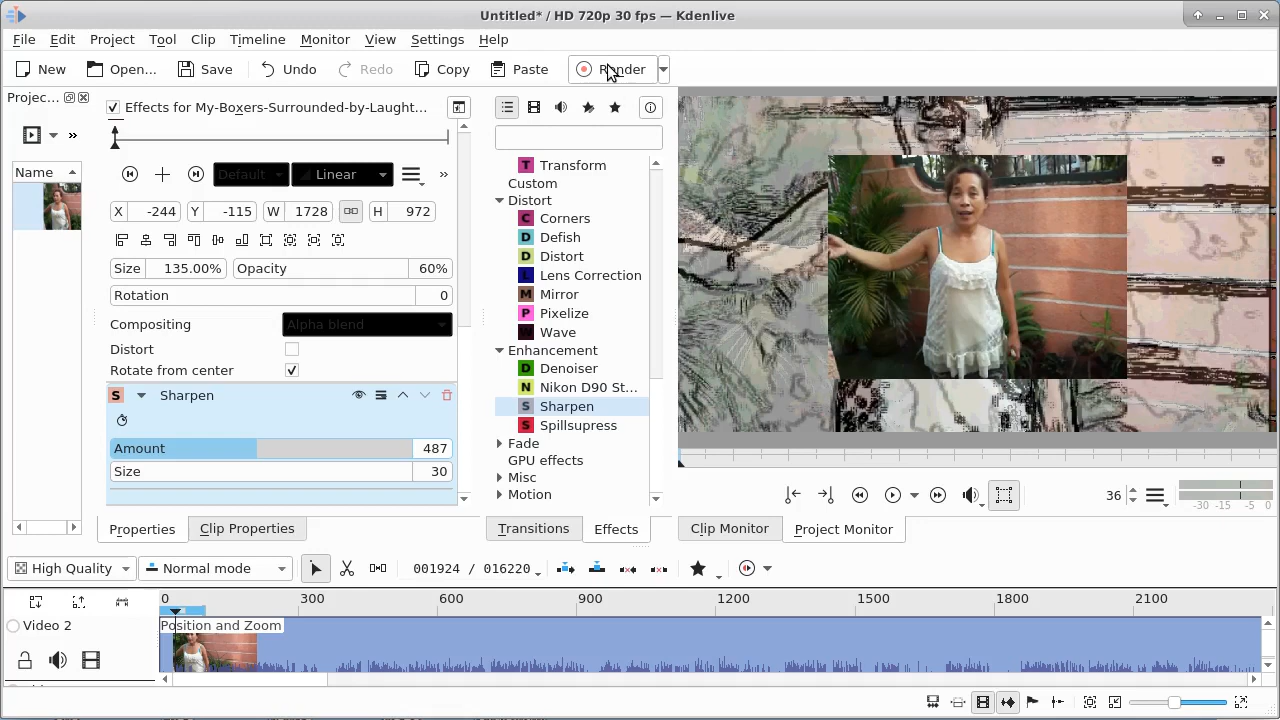 Untitled* / HD 720p 30 fps — Kdenlive
File Edit Project Tool Clip Timeline Monitor View Settings Help
New Open... Save Undo Redo Copy Paste Render
Projec... Effects for My-Boxers-Surrounded-by-Laught...
Default Linear
Name
X -244 Y -115 W 1728 H 972
Size 135.00% Opacity 60%
Rotation 0
Compositing Alpha blend
Distort
Rotate from center
S Sharpen
Amount 487
Size 30
T Transform
Custom
Distort
C Corners
D Defish
D Distort
L Lens Correction
M Mirror
P Pixelize
W Wave
Enhancement
D Denoiser
N Nikon D90 St...
S Sharpen
S Spillsupress
Fade
GPU effects
Misc
Motion
36
-30 -15 -5 0
Properties Clip Properties Transitions Effects Clip Monitor Project Monitor
High Quality Normal mode 001924 / 016220
0 300 600 900 1200 1500 1800 2100
Video 2 Position and Zoom